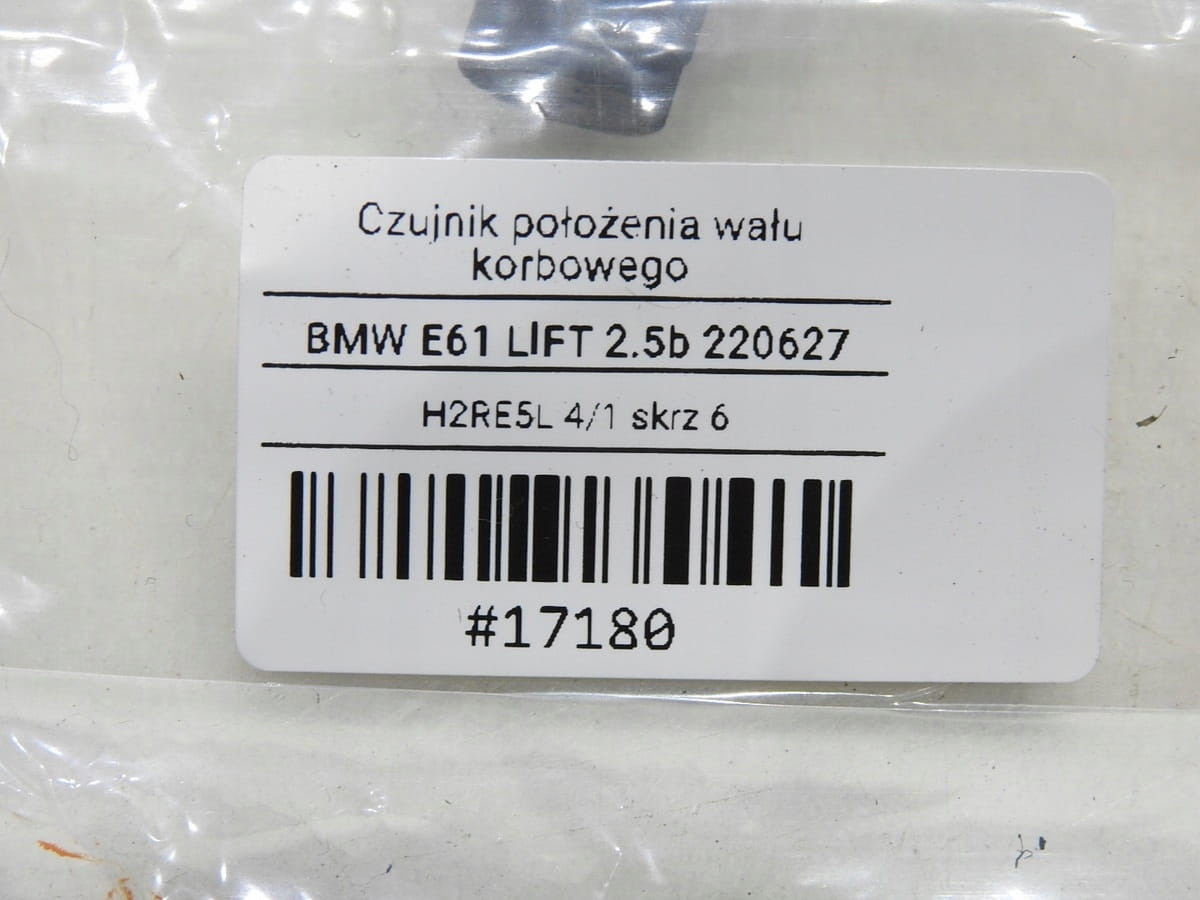 Czujnik położenia wału
korbowego
BMW E61 LIFT 2.5b 220627
H2RE5L 4/1 skrz 6
#17180